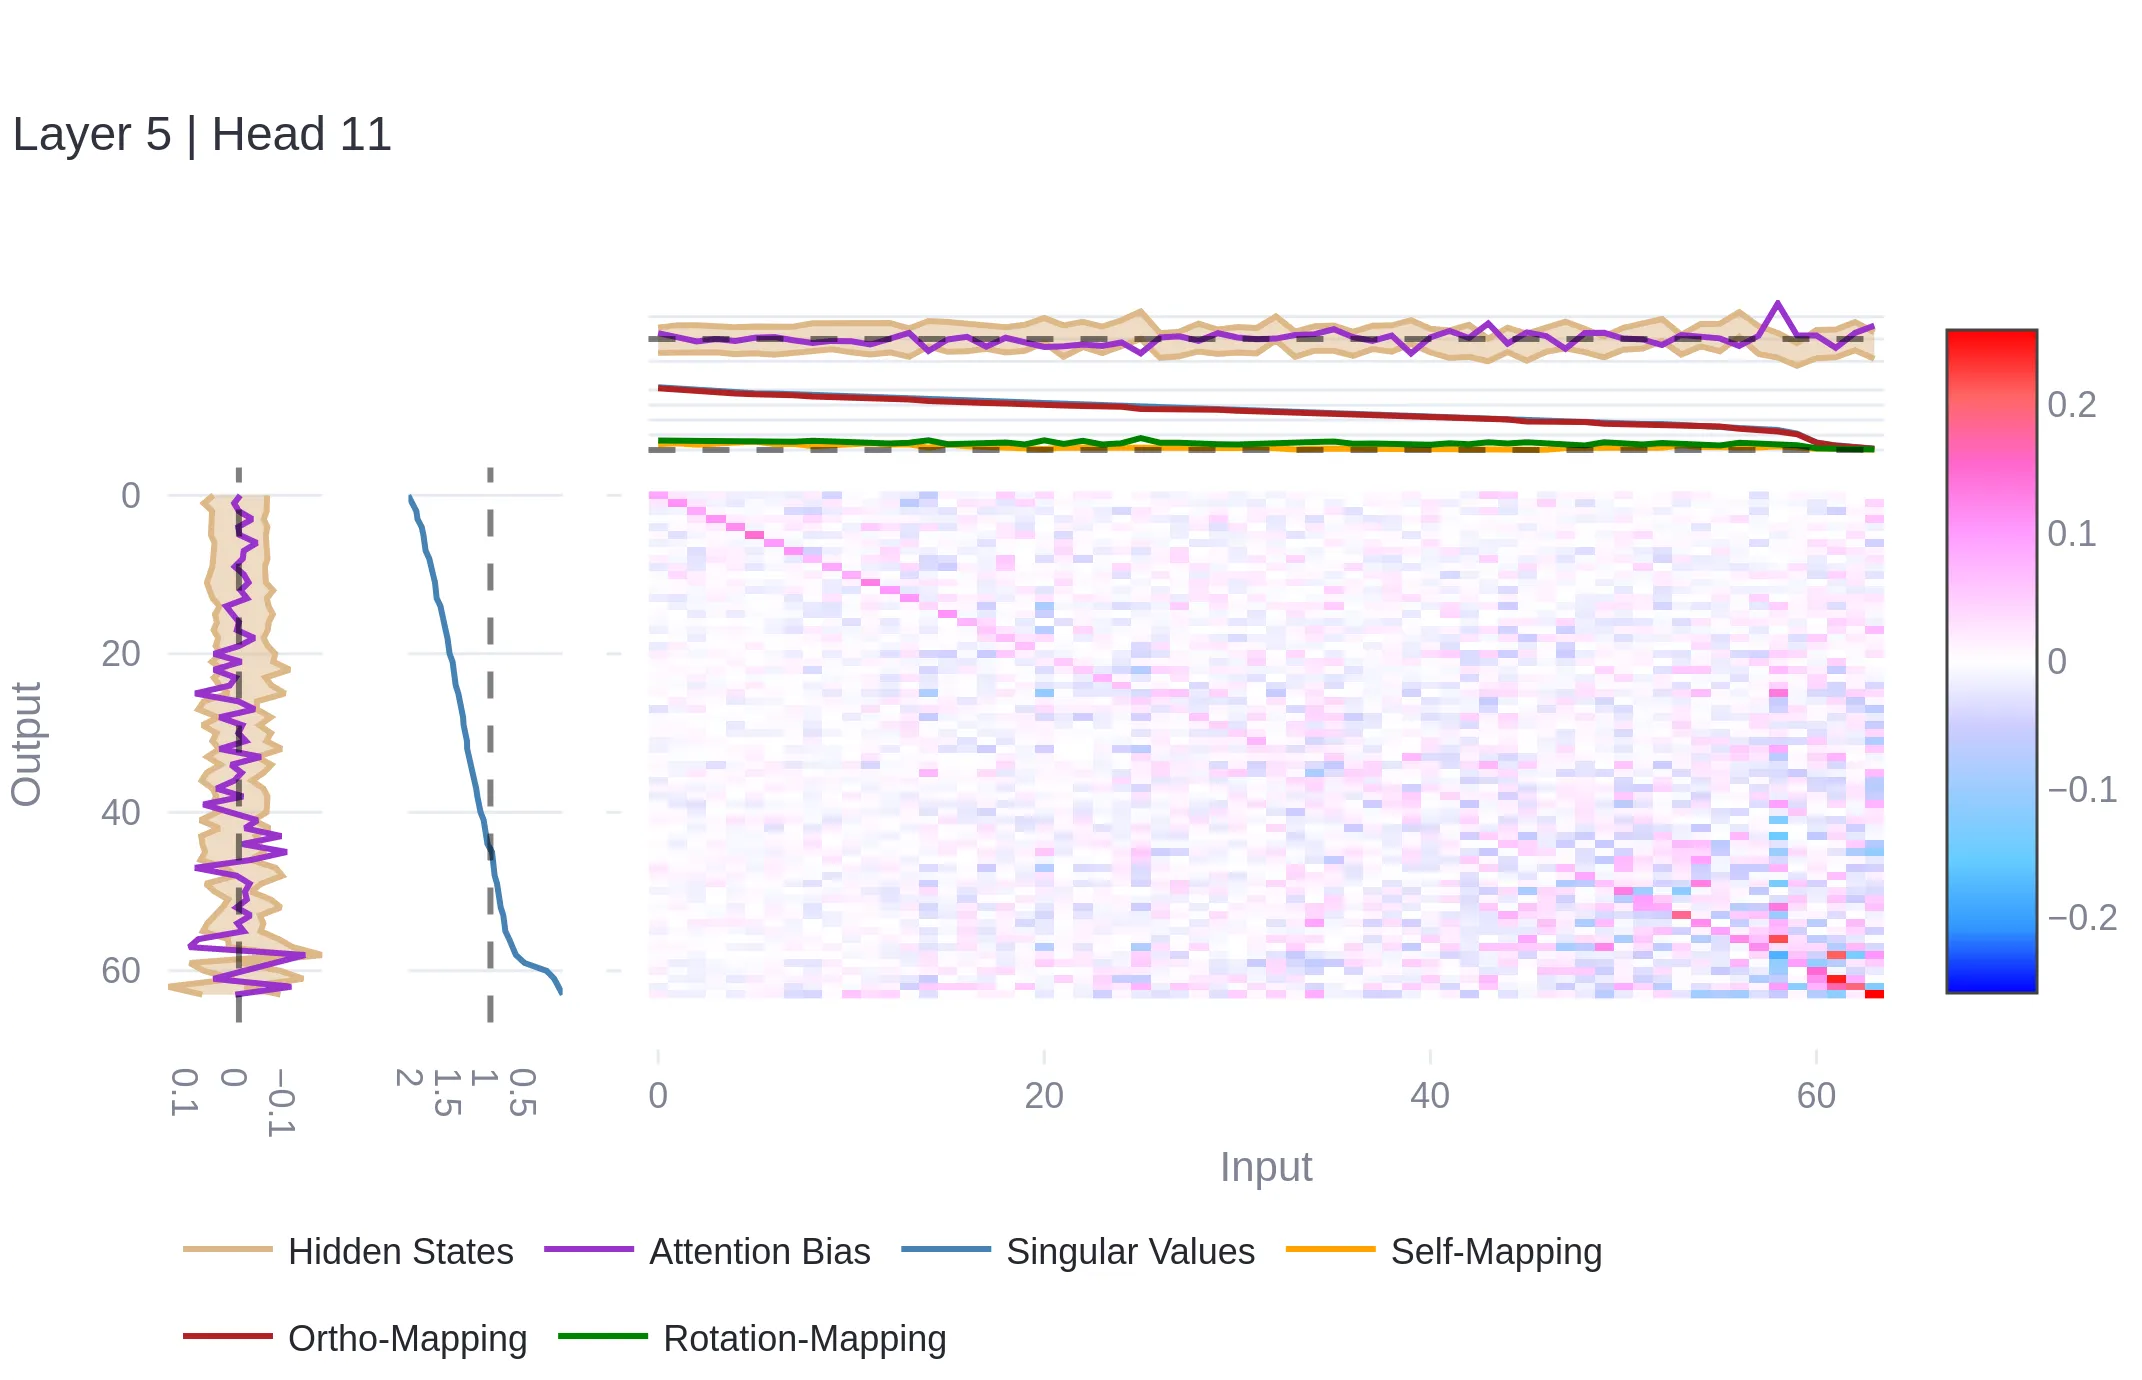 Layer 5 | Head 11
Output
0
20
40
60
0.1
0
−0.1
2
1.5
1
0.5
0
20
40
60
Input
0.2
0.1
0
−0.1
−0.2
Hidden States
Attention Bias
Singular Values
Self-Mapping
Ortho-Mapping
Rotation-Mapping